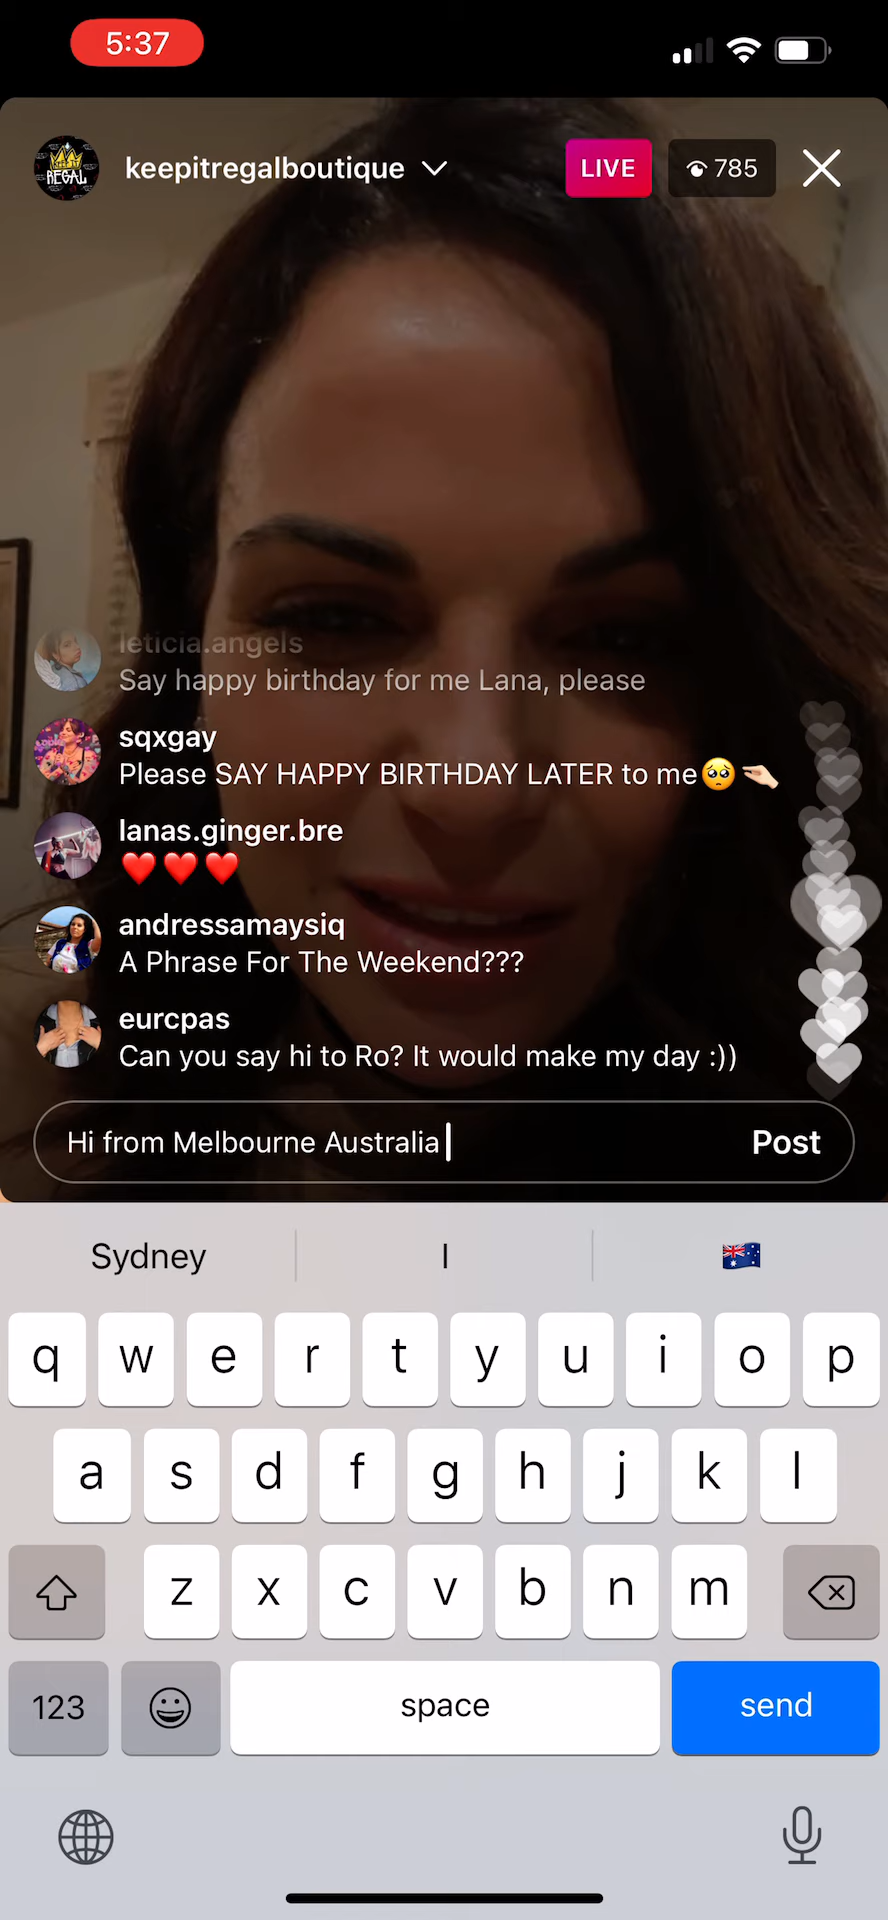 5:37
REGAL
keepitregalboutique
LIVE
785
leticia.angels
Say happy birthday for me Lana, please
sqxgay
Please SAY HAPPY BIRTHDAY LATER to me🥺🤏🏻
lanas.ginger.bre
❤️❤️❤️
andressamaysiq
A Phrase For The Weekend???
eurcpas
Can you say hi to Ro? It would make my day :))
Hi from Melbourne Australia
Post
Sydney I 🇦🇺
q w e r t y u i o p
a s d f g h j k l
z x c v b n m
123 space send